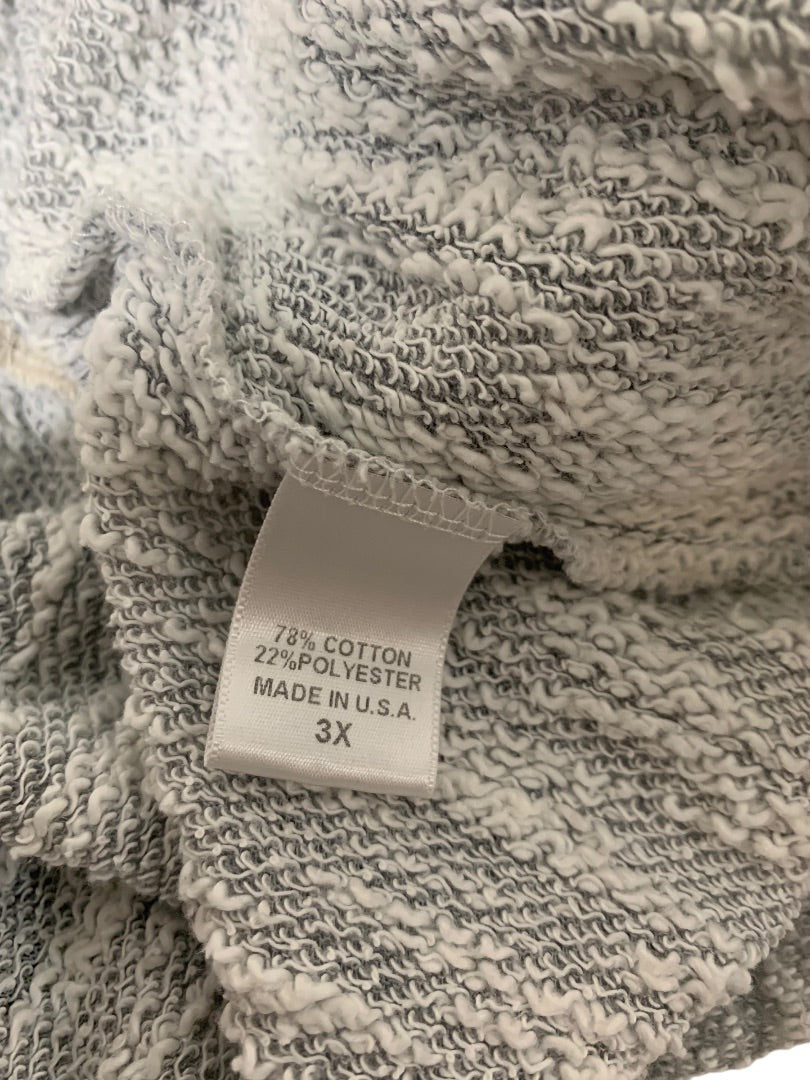 78% COTTON
22%POLYESTER
MADE IN U.S.A.
3X